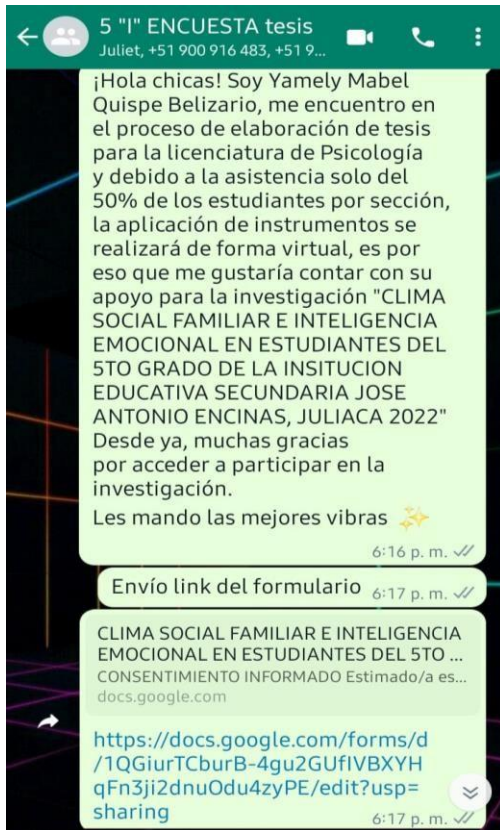 5 "I" ENCUESTA tesis
Juliet, +51 900 916 483, +51 9...
¡Hola chicas! Soy Yamely Mabel
Quispe Belizario, me encuentro en
el proceso de elaboración de tesis
para la licenciatura de Psicología
y debido a la asistencia solo del
50% de los estudiantes por sección,
la aplicación de instrumentos se
realizará de forma virtual, es por
eso que me gustaría contar con su
apoyo para la investigación "CLIMA
SOCIAL FAMILIAR E INTELIGENCIA
EMOCIONAL EN ESTUDIANTES DEL
5TO GRADO DE LA INSITUCION
EDUCATIVA SECUNDARIA JOSE
ANTONIO ENCINAS, JULIACA 2022"
Desde ya, muchas gracias
por acceder a participar en la
investigación.
Les mando las mejores vibras ✨
6:16 p. m.
Envío link del formulario 6:17 p. m.
CLIMA SOCIAL FAMILIAR E INTELIGENCIA
EMOCIONAL EN ESTUDIANTES DEL 5TO ...
CONSENTIMIENTO INFORMADO Estimado/a es...
docs.google.com
https://docs.google.com/forms/d
/1QGiurTCburB-4gu2GUfIVBXYH
qFn3ji2dnuOdu4zyPE/edit?usp=
sharing
6:17 p. m.